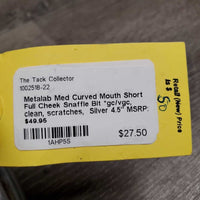 The Tack Collector
1002518-22
Metalab Med Curved Mouth Short
Full Cheek Snaffle Bit *gc/vgc,
clean, scratches, Silver 4.5" MSRP:
$49.95
$27.50
1AHPSS
Retail (New) Price
is $ 50